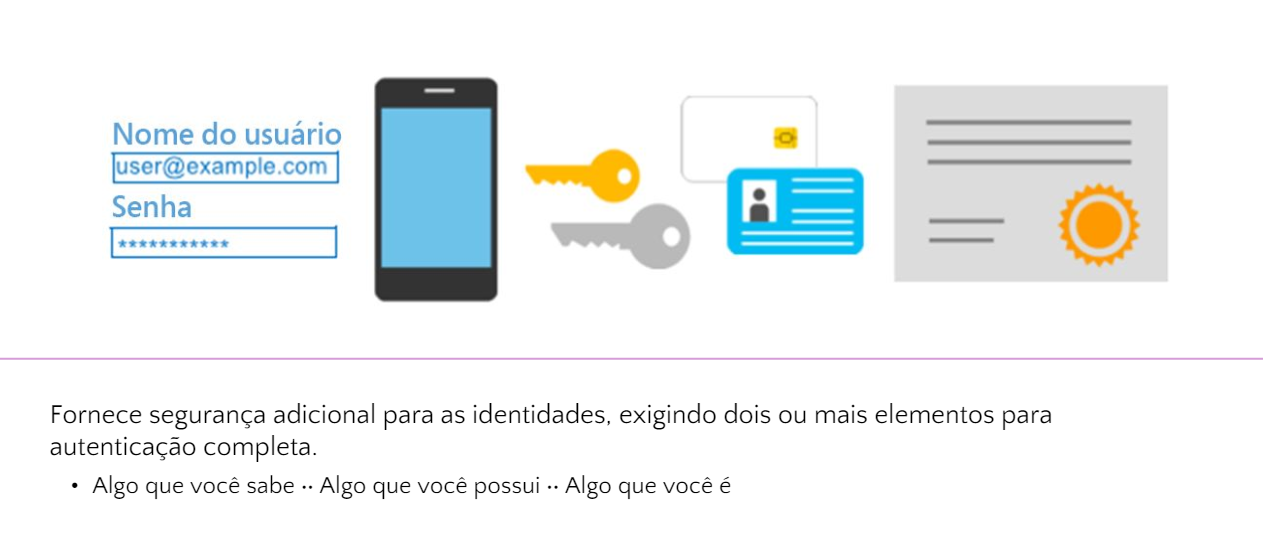 Nome do usuário
user@example.com
Senha
***********
Fornece segurança adicional para as identidades, exigindo dois ou mais elementos para
autenticação completa.
• Algo que você sabe ·· Algo que você possui ·· Algo que você é